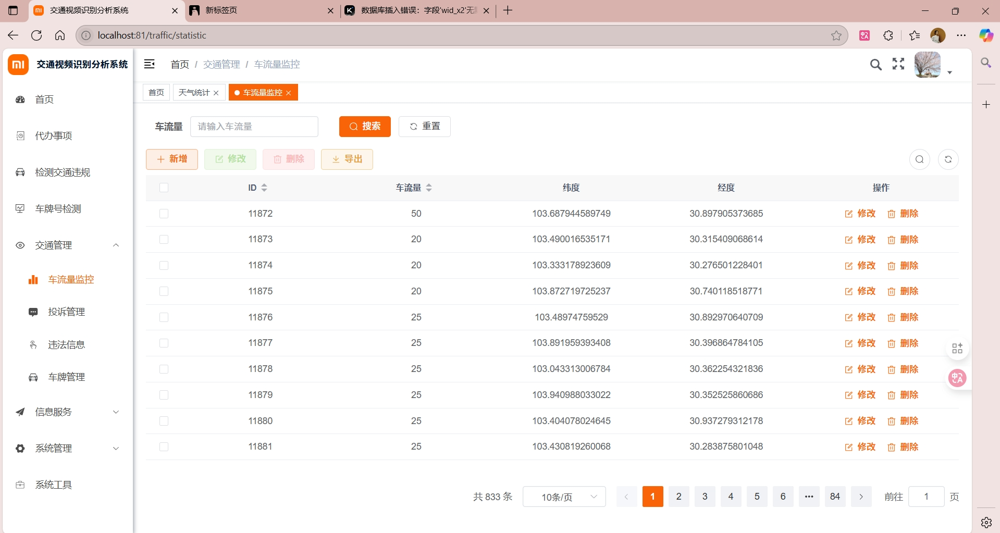 交通视频识别分析系统
新标签页
数据库插入错误：字段'wid_x2'无
localhost:81/traffic/statistic
mi 交通视频识别分析系统
首页 / 交通管理 / 车流量监控
首页
天气统计
车流量监控
首页
代办事项
检测交通违规
车牌号检测
交通管理
车流量监控
投诉管理
违法信息
车牌管理
信息服务
系统管理
系统工具
车流量 请输入车流量 搜索 重置
新增 修改 删除 导出
ID 车流量 纬度 经度 操作
11872 50 103.687944589749 30.897905373685 修改 删除
11873 20 103.490016535171 30.315409068614 修改 删除
11874 20 103.333178923609 30.276501228401 修改 删除
11875 20 103.872719725237 30.740118518771 修改 删除
11876 25 103.48974759529 30.892970640709 修改 删除
11877 25 103.891959393408 30.396864784105 修改 删除
11878 25 103.043313006784 30.362254321836 修改 删除
11879 25 103.940988033022 30.352525860686 修改 删除
11880 25 103.404078024645 30.937279312178 修改 删除
11881 25 103.430819260068 30.283875801048 修改 删除
共 833 条 10条/页 1 2 3 4 5 6 ••• 84 前往 1 页